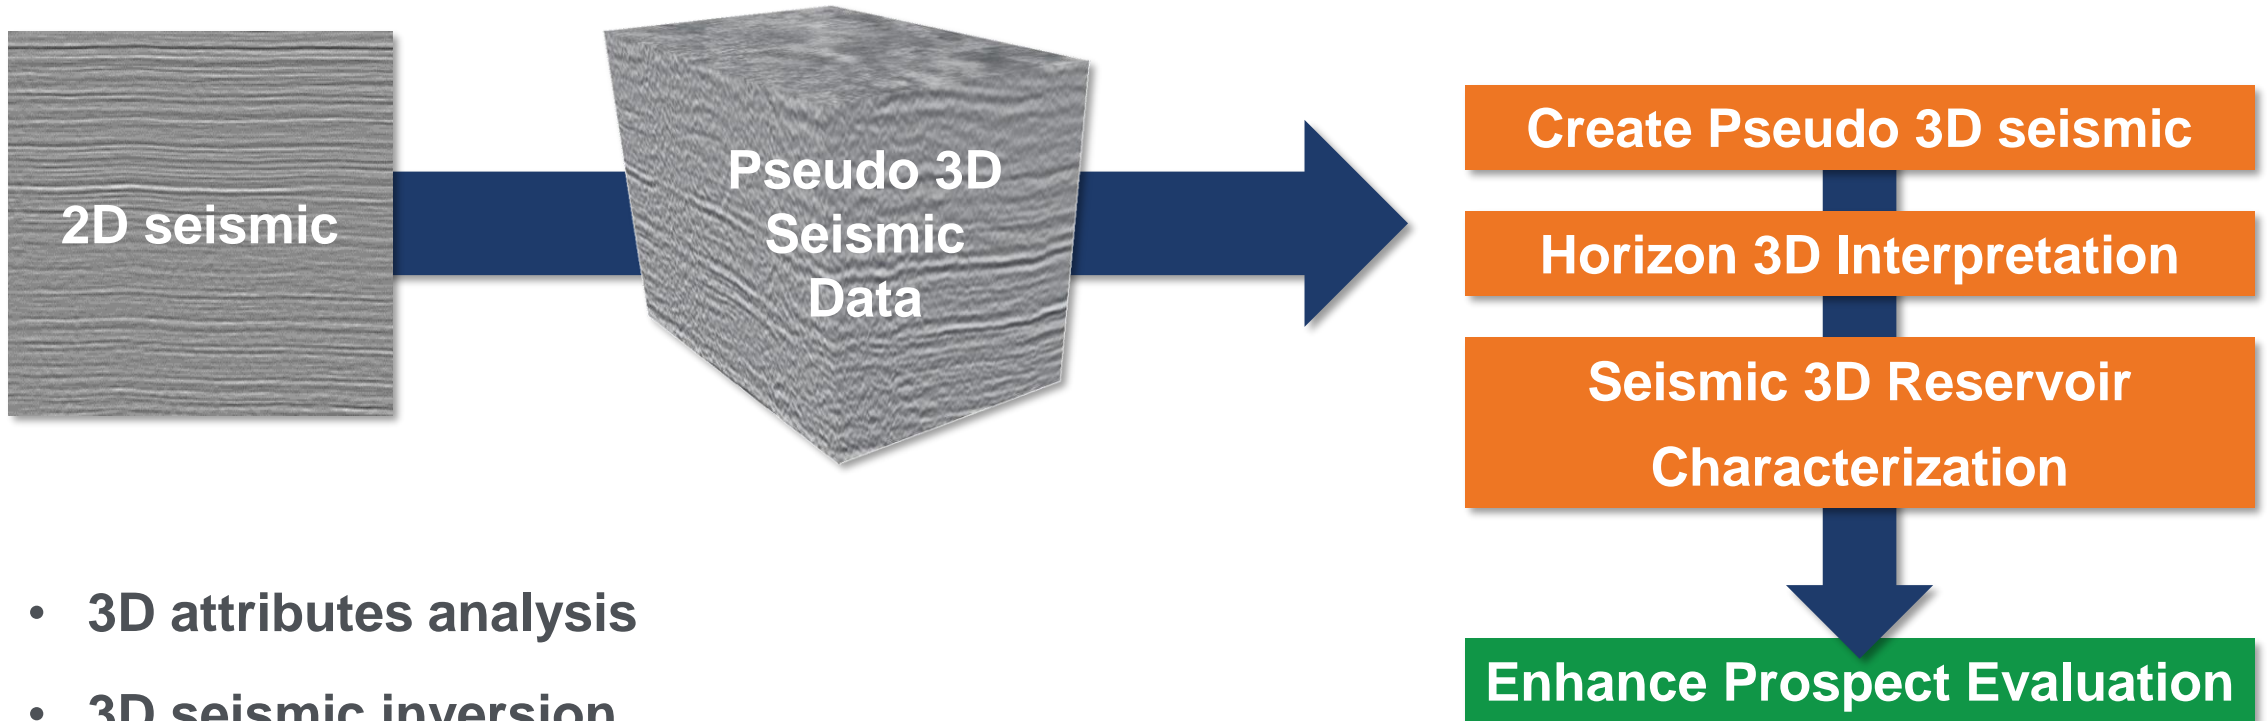 2D seismic
Pseudo 3D
Seismic
Data
Create Pseudo 3D seismic
Horizon 3D Interpretation
Seismic 3D Reservoir
Characterization
Enhance Prospect Evaluation
• 3D attributes analysis
• 3D seismic inversion